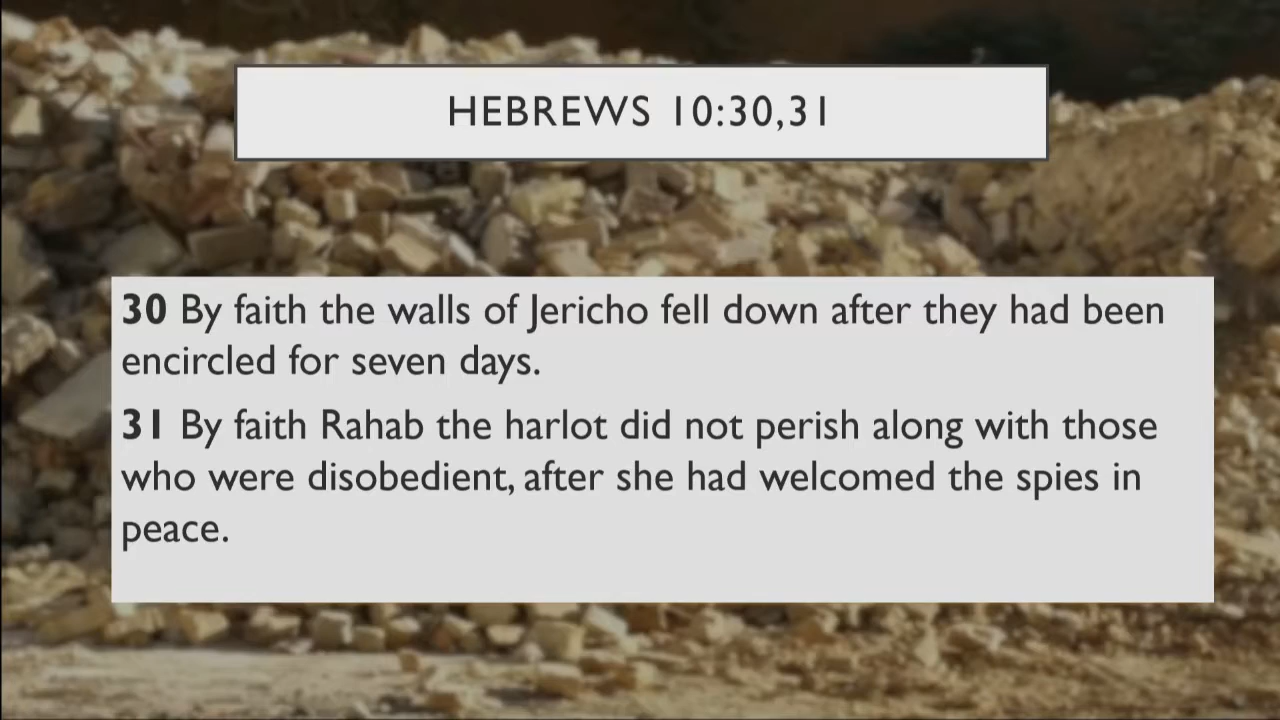 HEBREWS 10:30,31
30 By faith the walls of Jericho fell down after they had been
encircled for seven days.
31 By faith Rahab the harlot did not perish along with those
who were disobedient, after she had welcomed the spies in
peace.